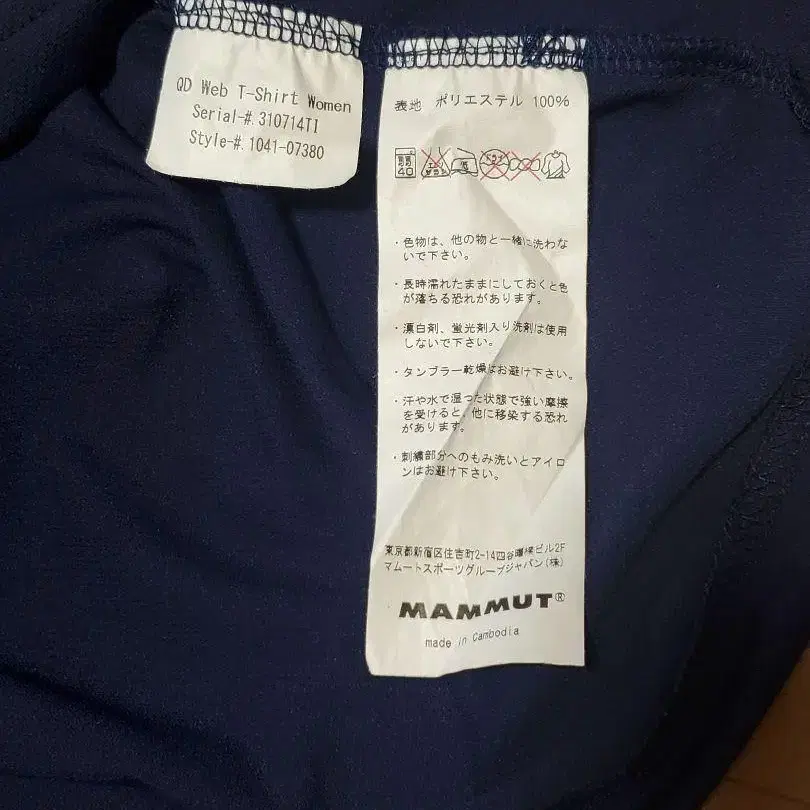 QD Web T-Shirt Women
Serial-#.310714TI
Style-#.1041-07380
表地 ポリエステル 100%
40
・色物は、他の物と一緒に洗わな
いで下さい。
・長時濡れたままにしておくと色
が落ちる恐れがあります。
・漂白剤、蛍光剤入り洗剤は使用
しないで下さい。
・タンブラー乾燥はお避け下さい。
・汗や水で湿った状態で強い摩擦
を受けると、他に移染する恐れ
があります。
・刺繍部分へのもみ洗いとアイロ
ンはお避け下さい。
東京都新宿区住吉町2-14四谷曙橋ビル2F
マムートスポーツグループジャパン(株)
MAMMUT®
made in Cambodia